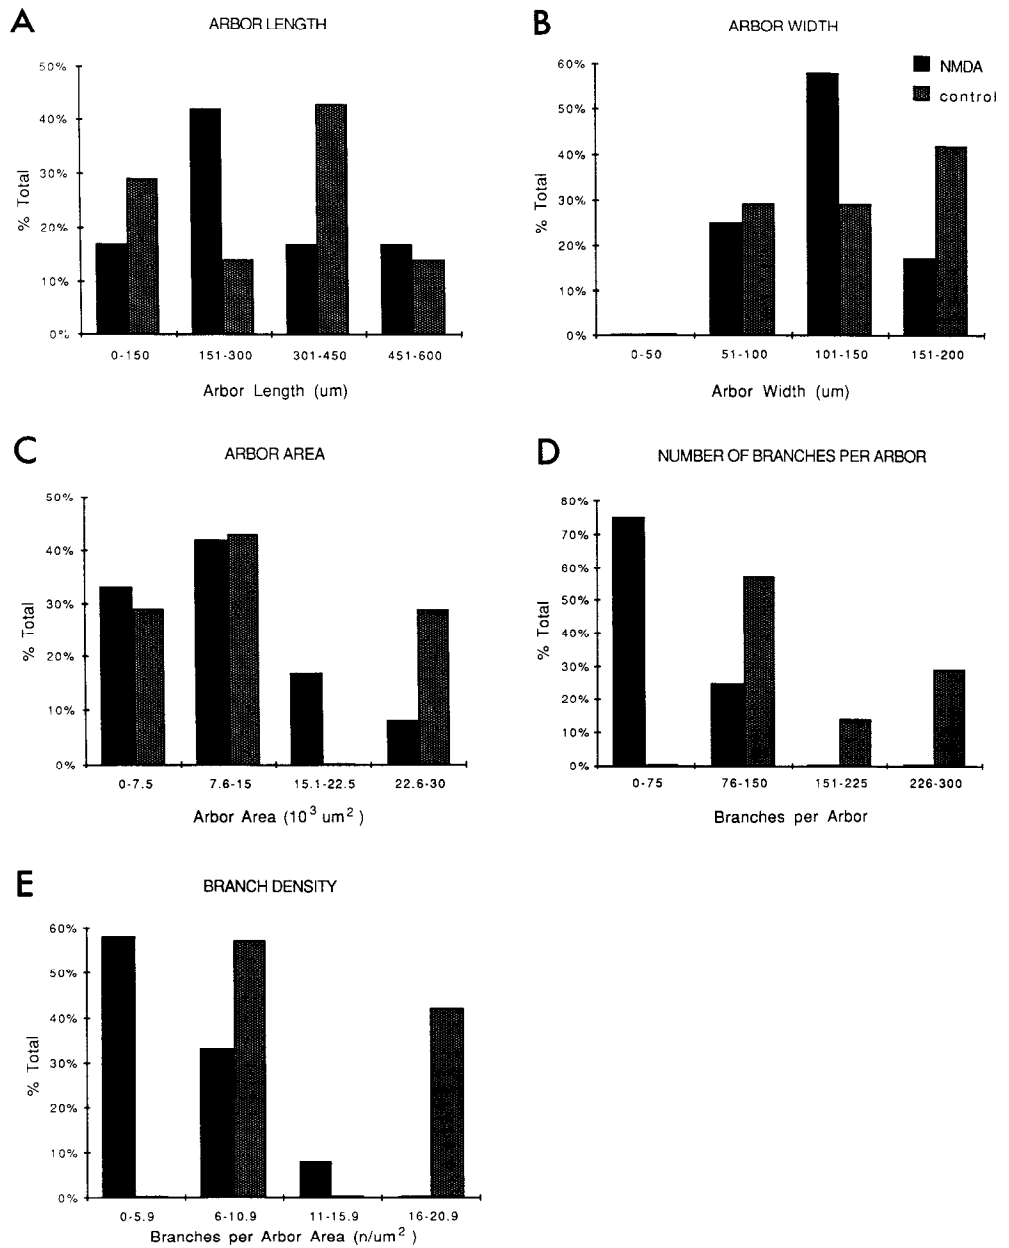 A
ARBOR LENGTH
50%
40%
30%
20%
10%
0%
% Total
0-150 151-300 301-450 451-600
Arbor Length (um)
B
ARBOR WIDTH
NMDA
control
60%
50%
40%
30%
20%
10%
0%
% Total
0-50 51-100 101-150 151-200
Arbor Width (um)
C
ARBOR AREA
50%
40%
30%
20%
10%
0%
% Total
0-7.5 7.6-15 15.1-22.5 22.6-30
Arbor Area (10³ um²)
D
NUMBER OF BRANCHES PER ARBOR
80%
70%
60%
50%
40%
30%
20%
10%
0%
% Total
0-75 76-150 151-225 226-300
Branches per Arbor
E
BRANCH DENSITY
60%
50%
40%
30%
20%
10%
0%
% Total
0-5.9 6-10.9 11-15.9 16-20.9
Branches per Arbor Area (n/um²)